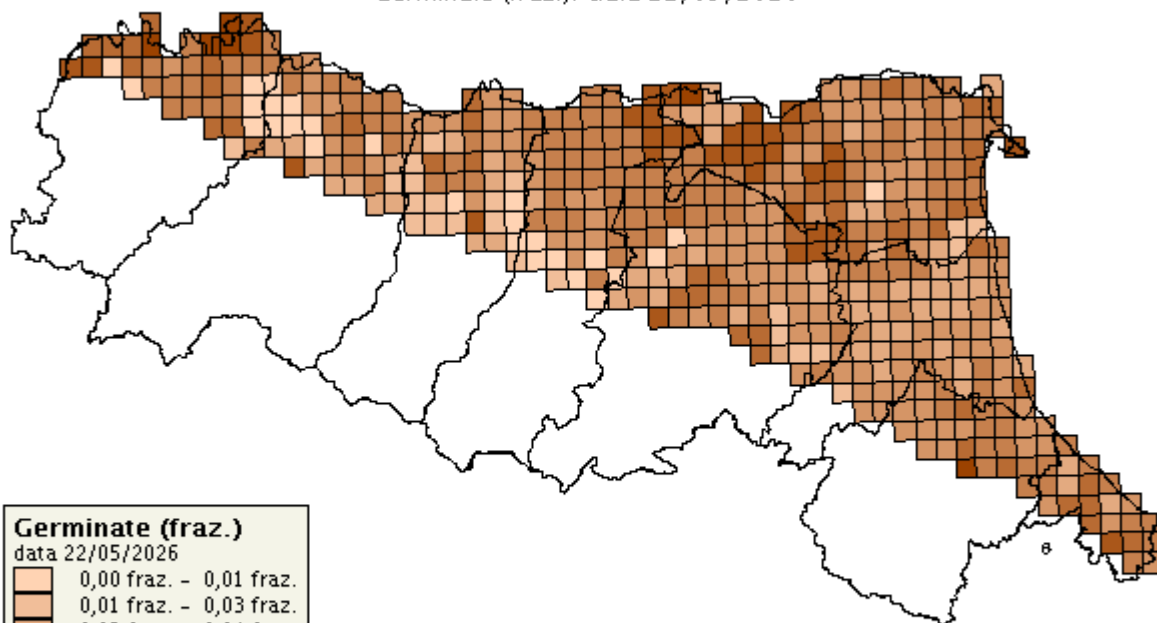 Germinate (fraz.)
data 22/05/2026
0,00 fraz. - 0,01 fraz.
0,01 fraz. - 0,03 fraz.